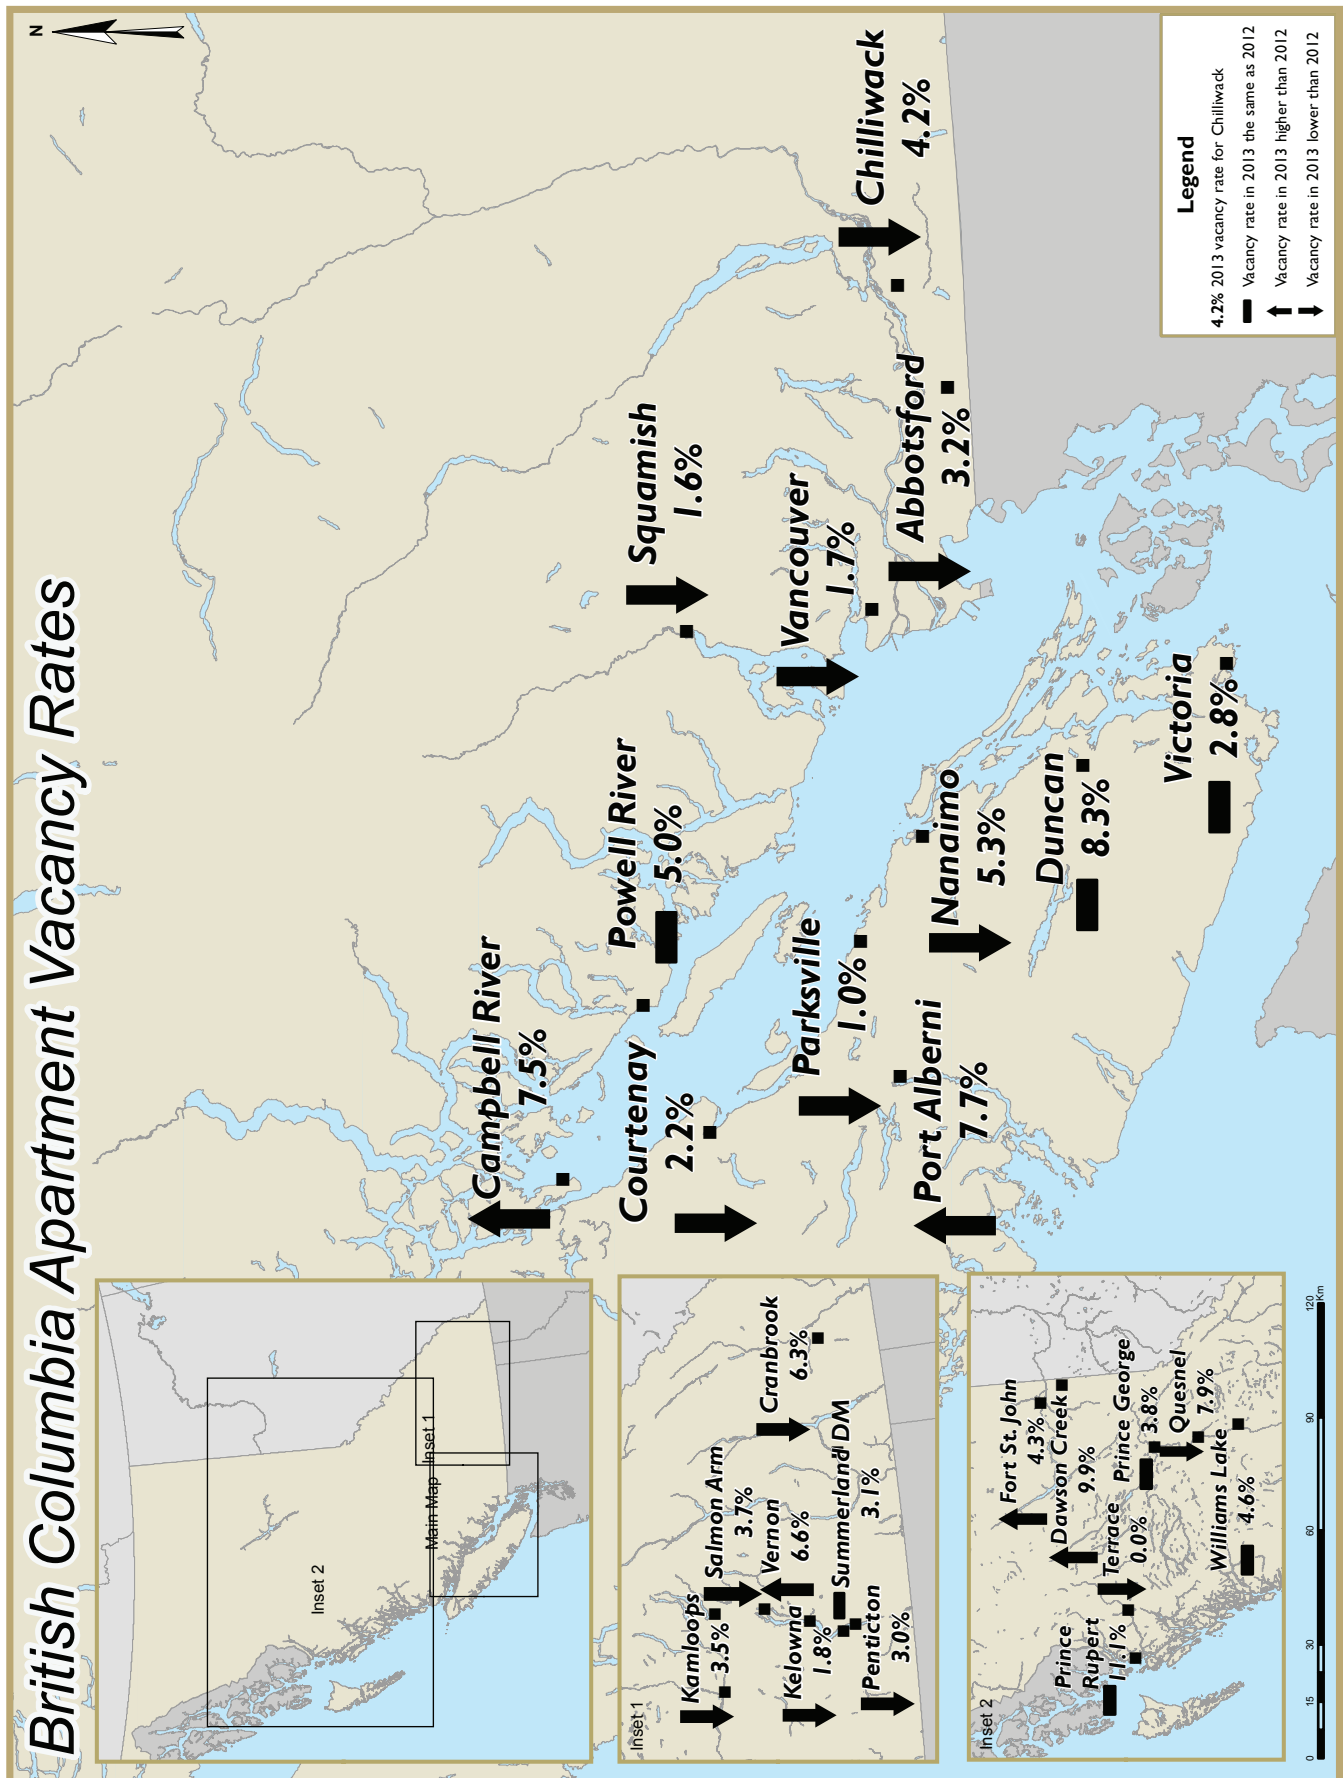 British Columbia Apartment Vacancy Rates
N
Campbell River
7.5%
Powell River
5.0%
Squamish
1.6%
Courtenay
2.2%
Vancouver
1.7%
Chilliwack
4.2%
Parksville
1.0%
Abbotsford
3.2%
Port Alberni
7.7%
Nanaimo
5.3%
Duncan
8.3%
Victoria
2.8%
Inset 2
Main Map
Inset 1
Inset 1
Kamloops
3.5%
Salmon Arm
3.7%
Vernon
6.6%
Cranbrook
6.3%
Kelowna
1.8%
Summerland DM
3.1%
Penticton
3.0%
Inset 2
Fort St. John
4.3%
Dawson Creek
9.9%
Prince
Rupert
11.1%
Terrace
0.0%
Prince George
3.8%
Quesnel
7.9%
Williams Lake
4.6%
0 15 30 60 90 120
Km
Legend
4.2% 2013 vacancy rate for Chilliwack
Vacancy rate in 2013 the same as 2012
Vacancy rate in 2013 higher than 2012
Vacancy rate in 2013 lower than 2012